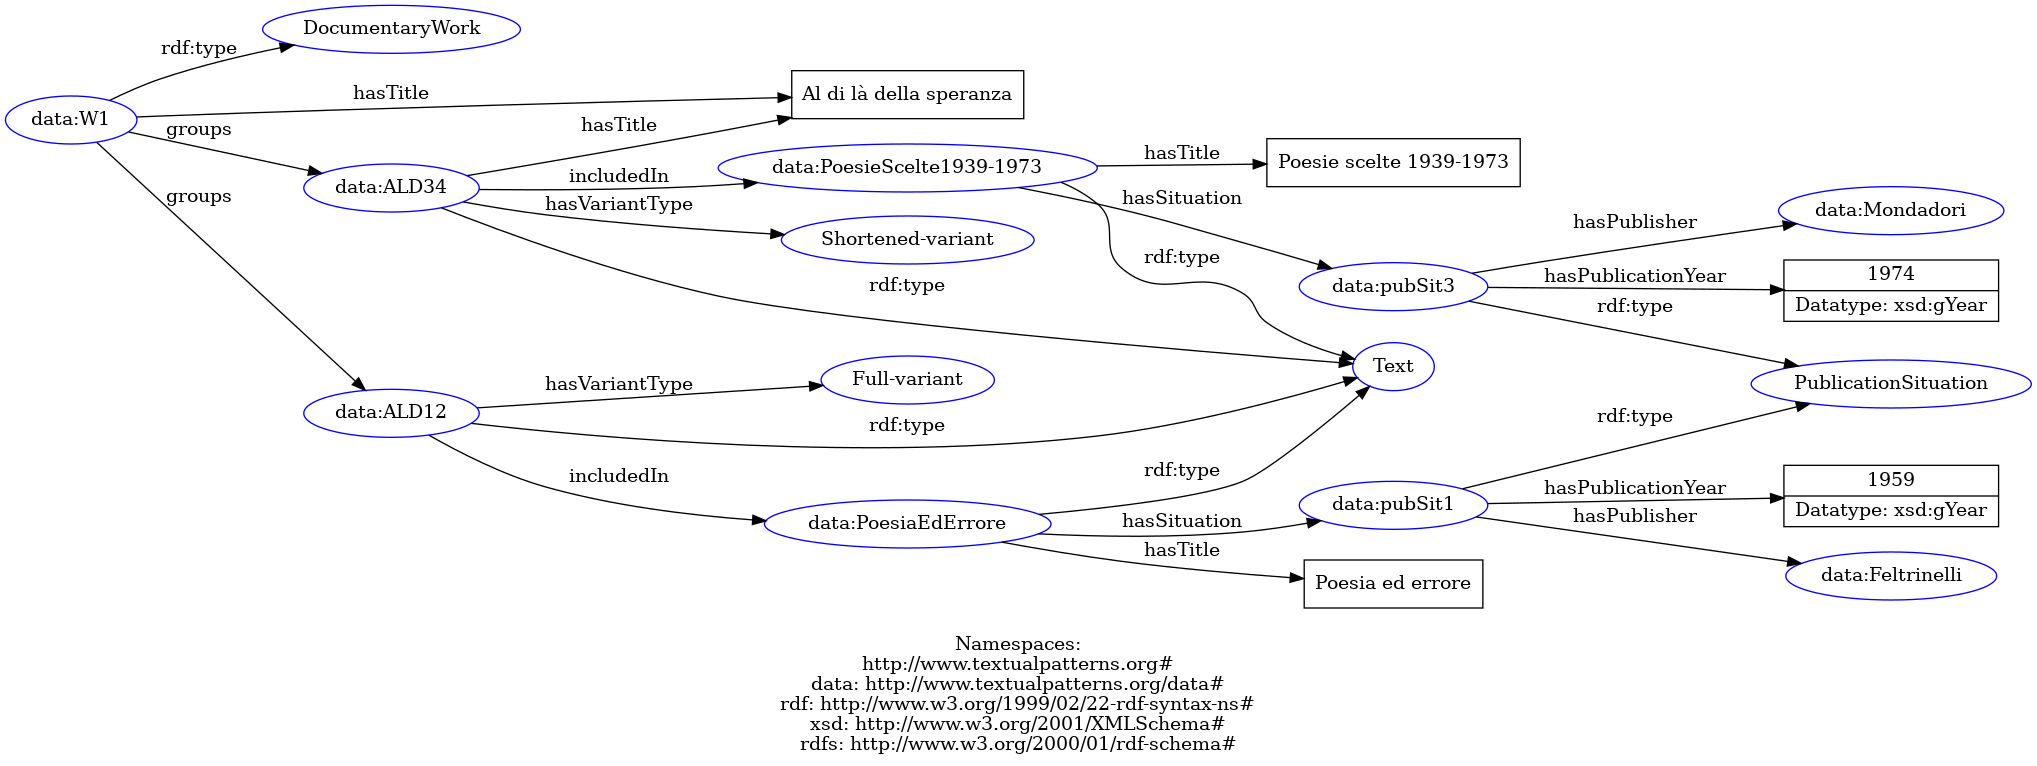 DocumentaryWork
rdf:type
hasTitle
Al di là della speranza
data:W1
groups
hasTitle
data:ALD34
includedIn
data:PoesieScelte1939-1973
hasTitle
Poesie scelte 1939-1973
groups
hasVariantType
hasSituation
data:Mondadori
Shortened-variant
hasPublisher
rdf:type
rdf:type
data:pubSit3
hasPublicationYear
1974
Datatype: xsd:gYear
rdf:type
Text
Full-variant
hasVariantType
PublicationSituation
data:ALD12
rdf:type
rdf:type
includedIn
rdf:type
data:pubSit1
hasPublicationYear
1959
Datatype: xsd:gYear
data:PoesiaEdErrore
hasSituation
hasPublisher
hasTitle
data:Feltrinelli
Poesia ed errore
Namespaces:
http://www.textualpatterns.org#
data: http://www.textualpatterns.org/data#
rdf: http://www.w3.org/1999/02/22-rdf-syntax-ns#
xsd: http://www.w3.org/2001/XMLSchema#
rdfs: http://www.w3.org/2000/01/rdf-schema#